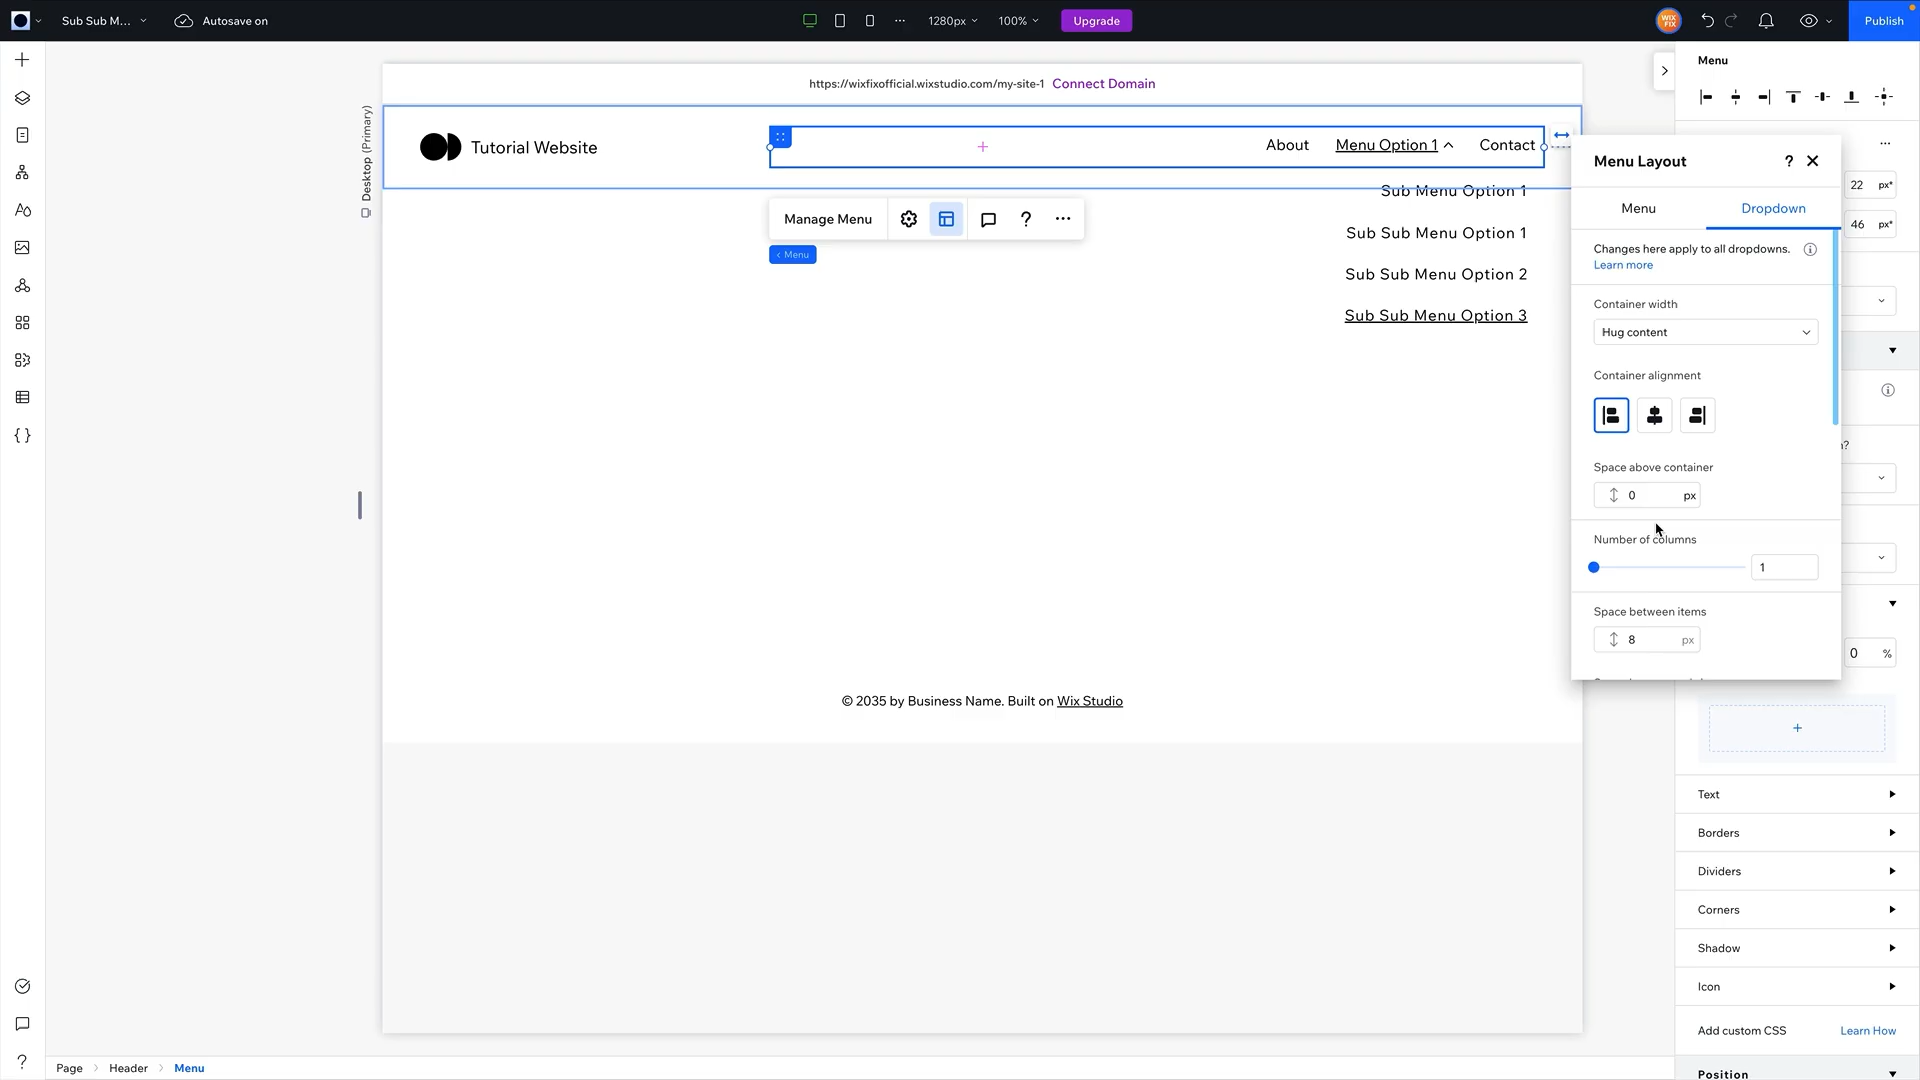 Sub Sub M...
Autosave on
1280px
100%
Upgrade
WIX
FIX
Publish
https://wixfixofficial.wixstudio.com/my-site-1 Connect Domain
Desktop (Primary)
Tutorial Website
About
Menu Option 1
Contact
Sub Menu Option 1
Sub Sub Menu Option 1
Sub Sub Menu Option 2
Sub Sub Menu Option 3
Manage Menu
?
< Menu
© 2035 by Business Name. Built on Wix Studio
Menu Layout
?
Menu
Dropdown
Changes here apply to all dropdowns.
Learn more
Container width
Hug content
Container alignment
Space above container
0 px
Number of columns
1
Space between items
8 px
Menu
22 px*
46 px*
?
0 %
Text
Borders
Dividers
Corners
Shadow
Icon
Add custom CSS
Learn How
Position
?
Page > Header > Menu